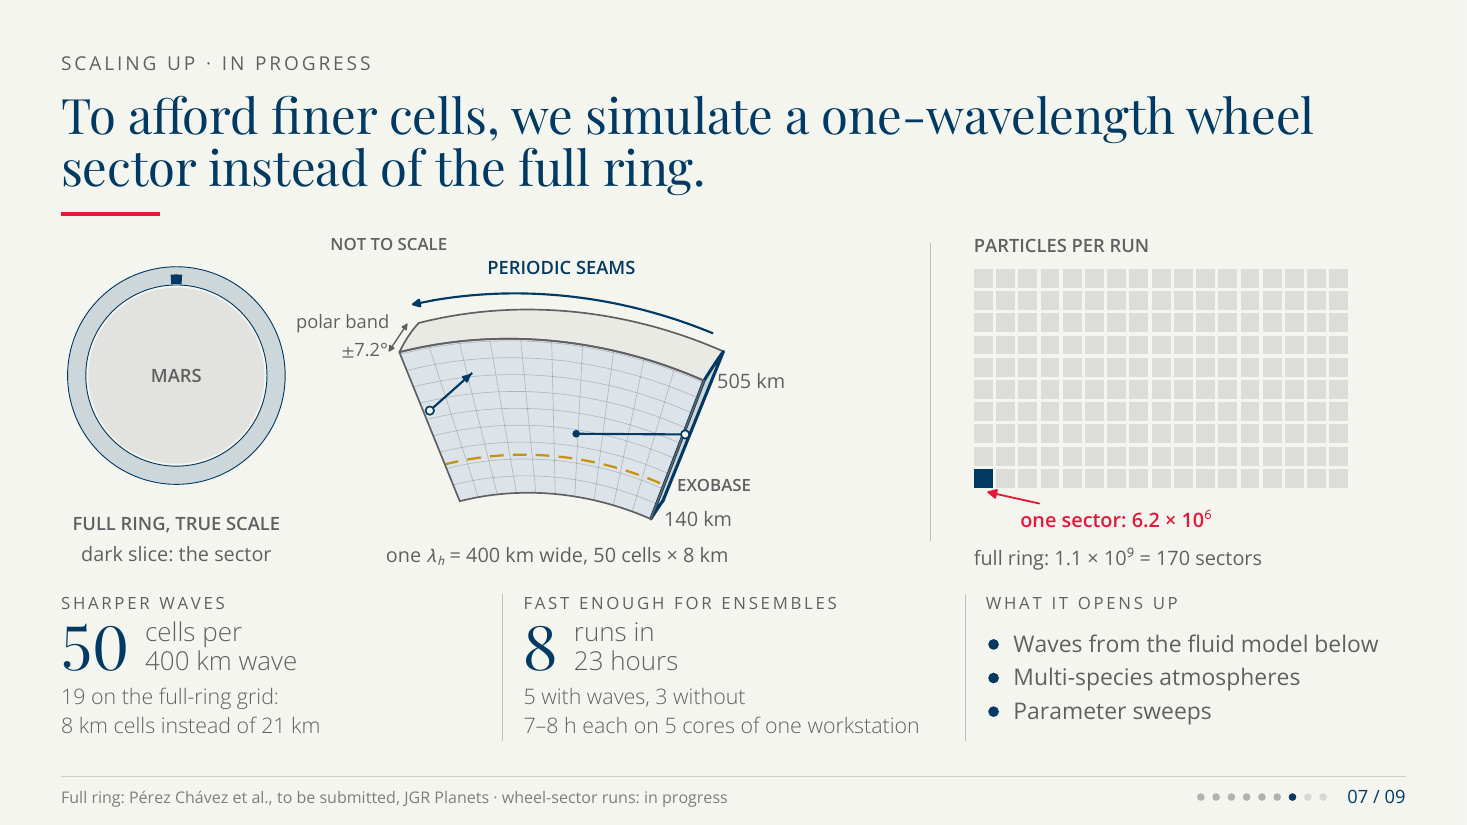 SCALING UP · IN PROGRESS
To afford finer cells, we simulate a one-wavelength wheel
sector instead of the full ring.
NOT TO SCALE
PERIODIC SEAMS
polar band
±7.2°
MARS
505 km
EXOBASE
140 km
FULL RING, TRUE SCALE
dark slice: the sector
one λₕ = 400 km wide, 50 cells × 8 km
PARTICLES PER RUN
one sector: 6.2 × 10⁶
full ring: 1.1 × 10⁹ = 170 sectors
SHARPER WAVES
50 cells per
400 km wave
19 on the full-ring grid:
8 km cells instead of 21 km
FAST ENOUGH FOR ENSEMBLES
8 runs in
23 hours
5 with waves, 3 without
7–8 h each on 5 cores of one workstation
WHAT IT OPENS UP
• Waves from the fluid model below
• Multi-species atmospheres
• Parameter sweeps
Full ring: Pérez Chávez et al., to be submitted, JGR Planets · wheel-sector runs: in progress
07 / 09